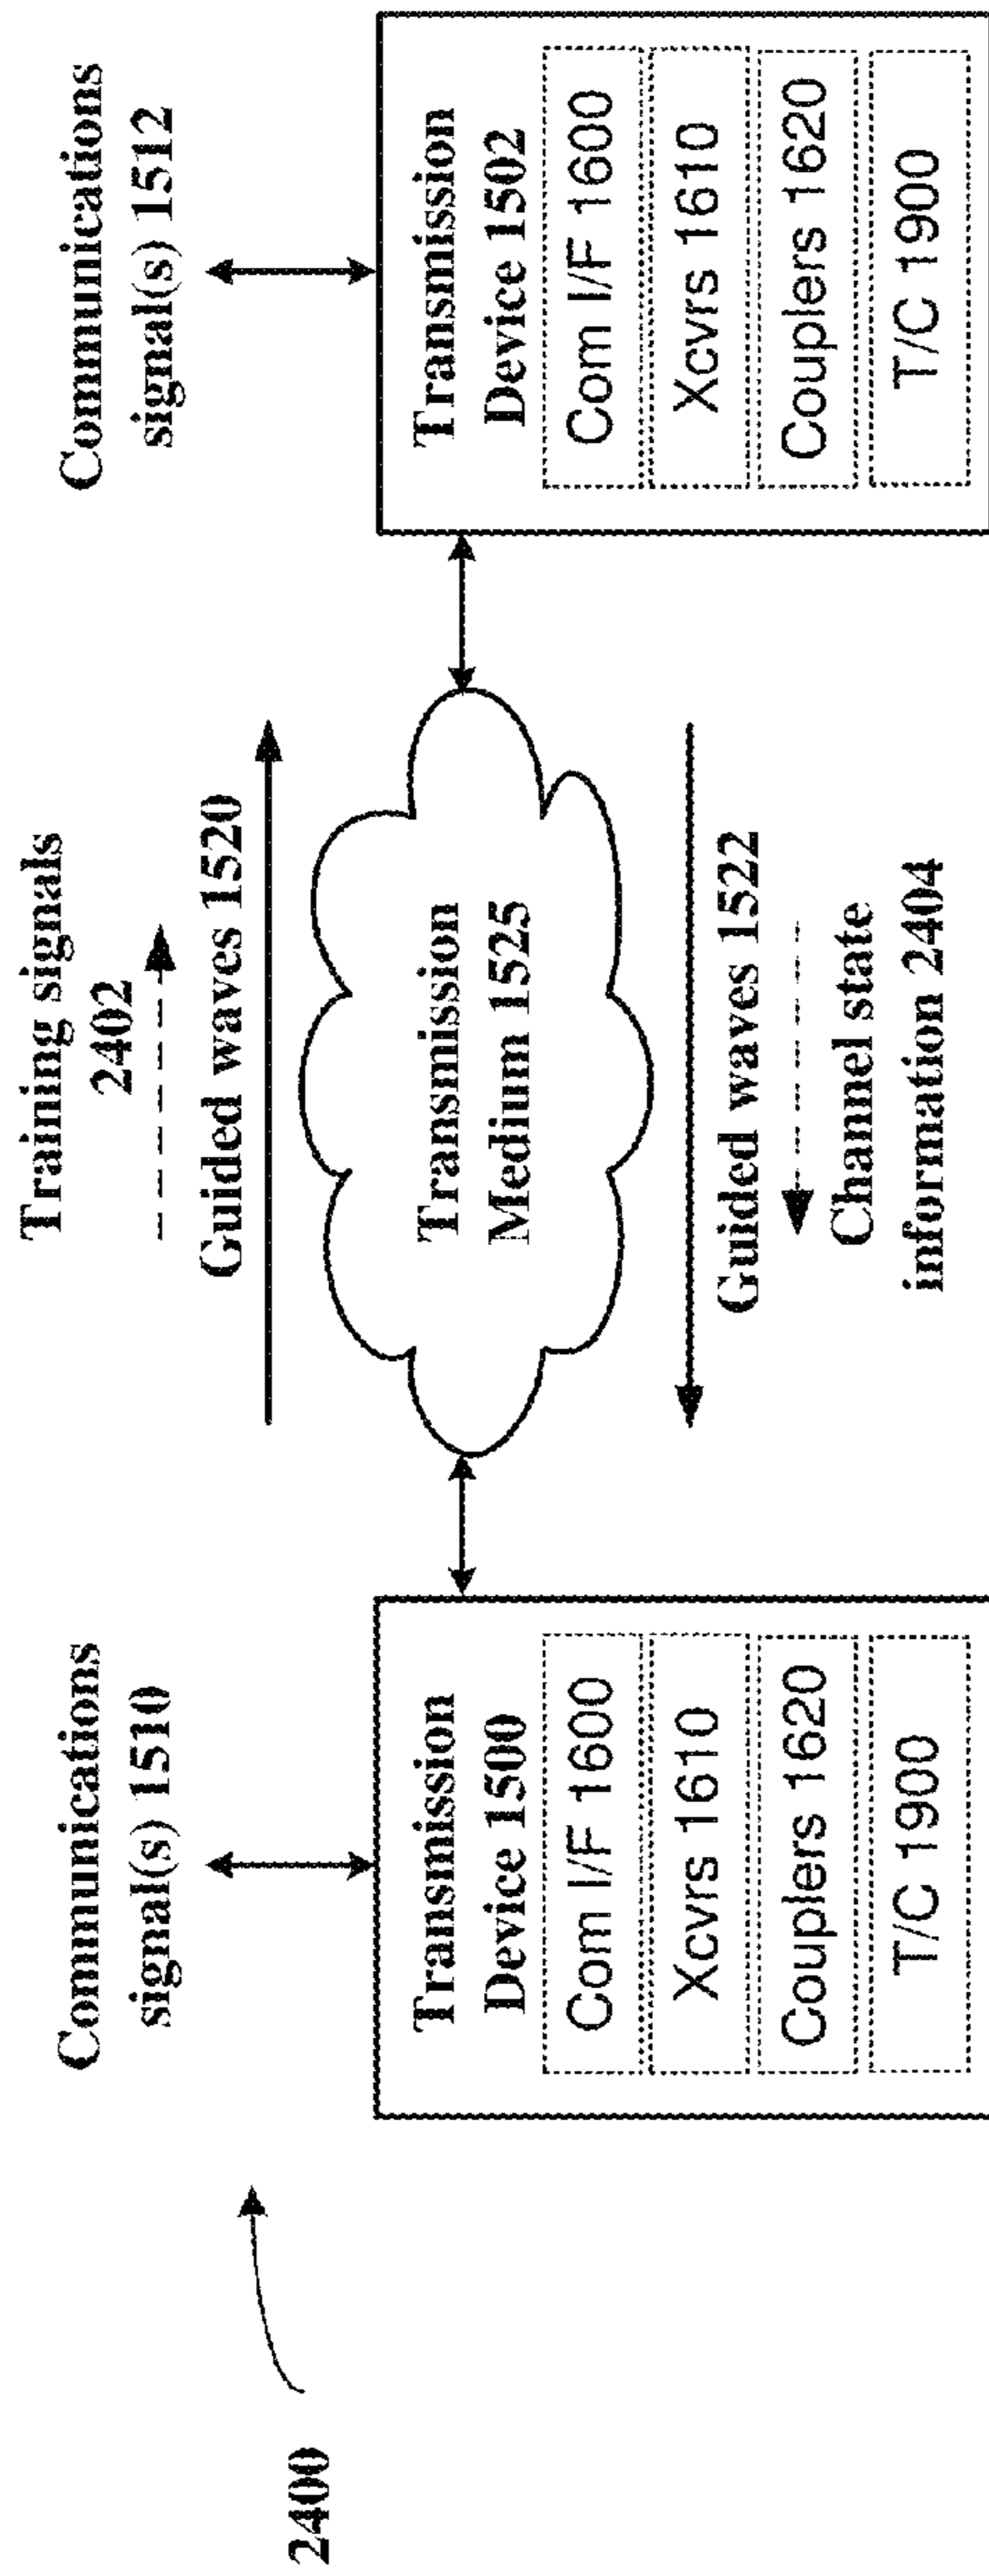 2400
Communications
signal(s) 1510
Transmission
Device 1500
Com I/F 1600
Xcvrs 1610
Couplers 1620
T/C 1900
Training signals
2402
Guided waves 1520
Transmission
Medium 1525
Guided waves 1522
Channel state
information 2404
Communications
signal(s) 1512
Transmission
Device 1502
Com I/F 1600
Xcvrs 1610
Couplers 1620
T/C 1900